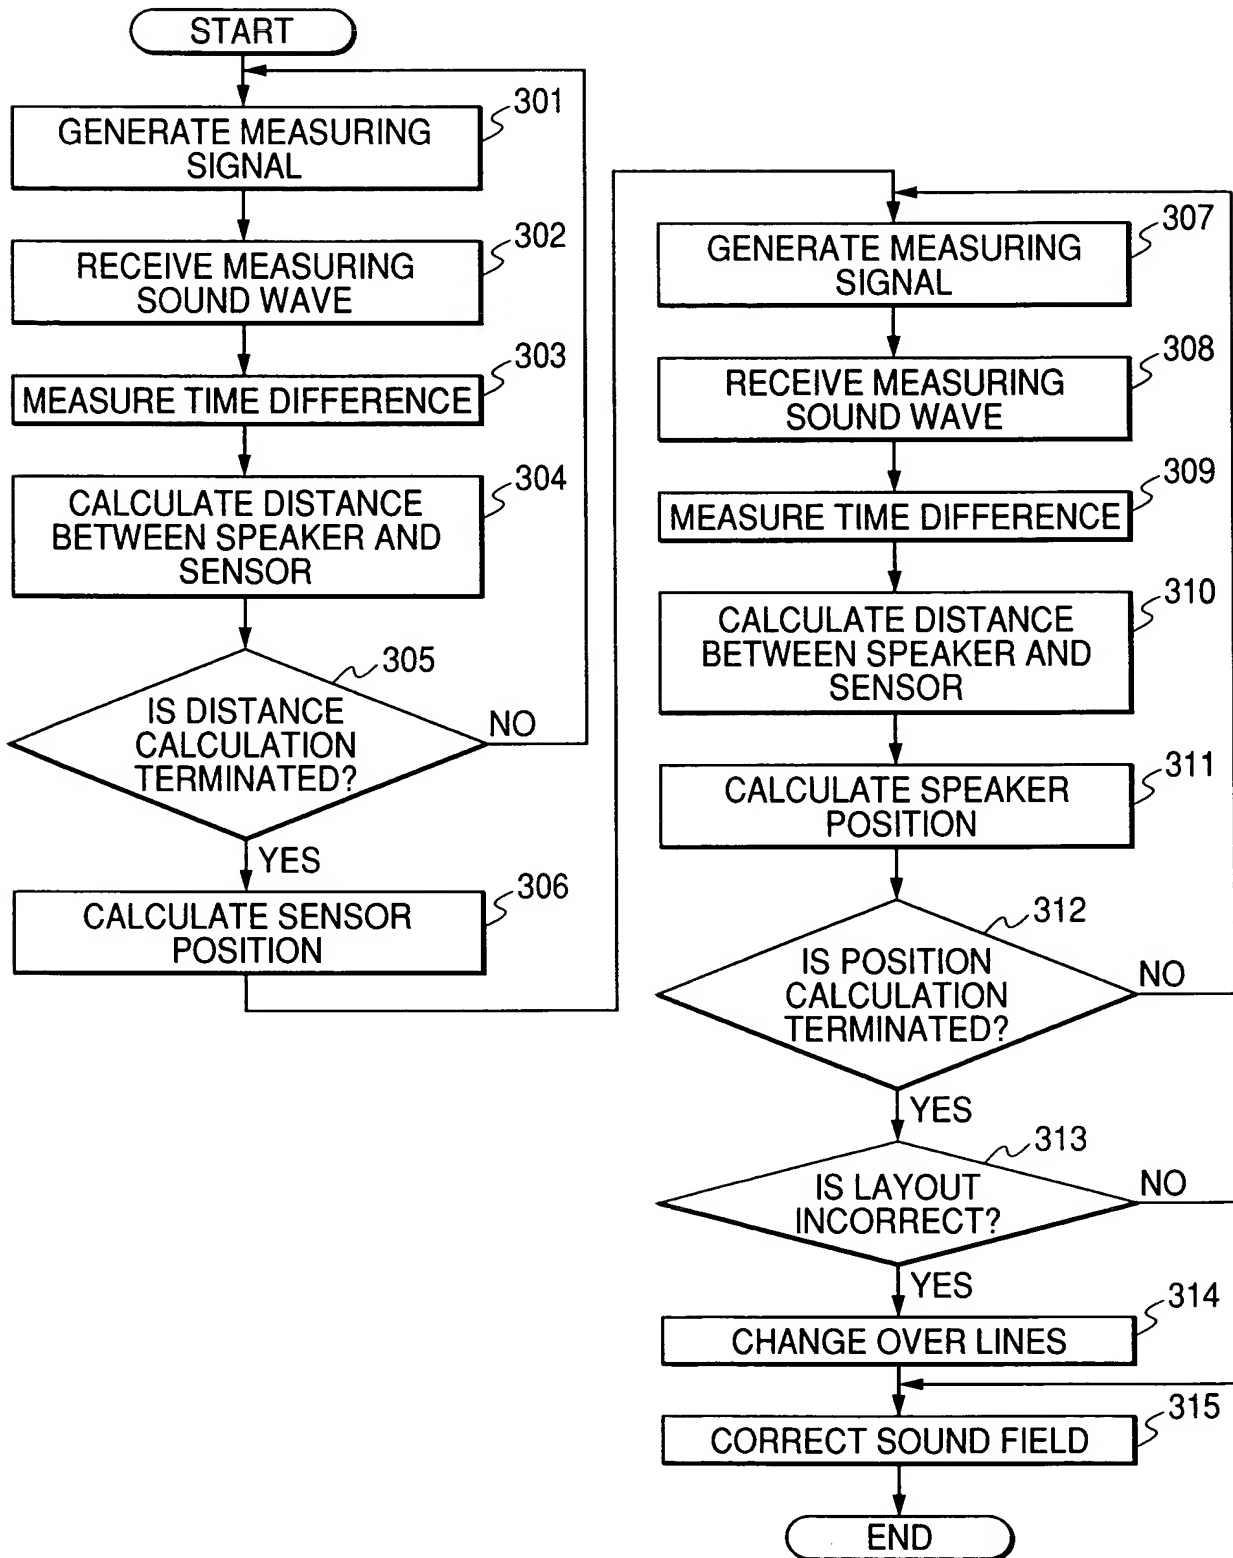 START
301
GENERATE MEASURING
SIGNAL
302
RECEIVE MEASURING
SOUND WAVE
303
MEASURE TIME DIFFERENCE
304
CALCULATE DISTANCE
BETWEEN SPEAKER AND
SENSOR
305
IS DISTANCE
CALCULATION
TERMINATED?
NO
YES
306
CALCULATE SENSOR
POSITION
307
GENERATE MEASURING
SIGNAL
308
RECEIVE MEASURING
SOUND WAVE
309
MEASURE TIME DIFFERENCE
310
CALCULATE DISTANCE
BETWEEN SPEAKER AND
SENSOR
311
CALCULATE SPEAKER
POSITION
312
IS POSITION
CALCULATION
TERMINATED?
NO
YES
313
IS LAYOUT
INCORRECT?
NO
YES
314
CHANGE OVER LINES
315
CORRECT SOUND FIELD
END